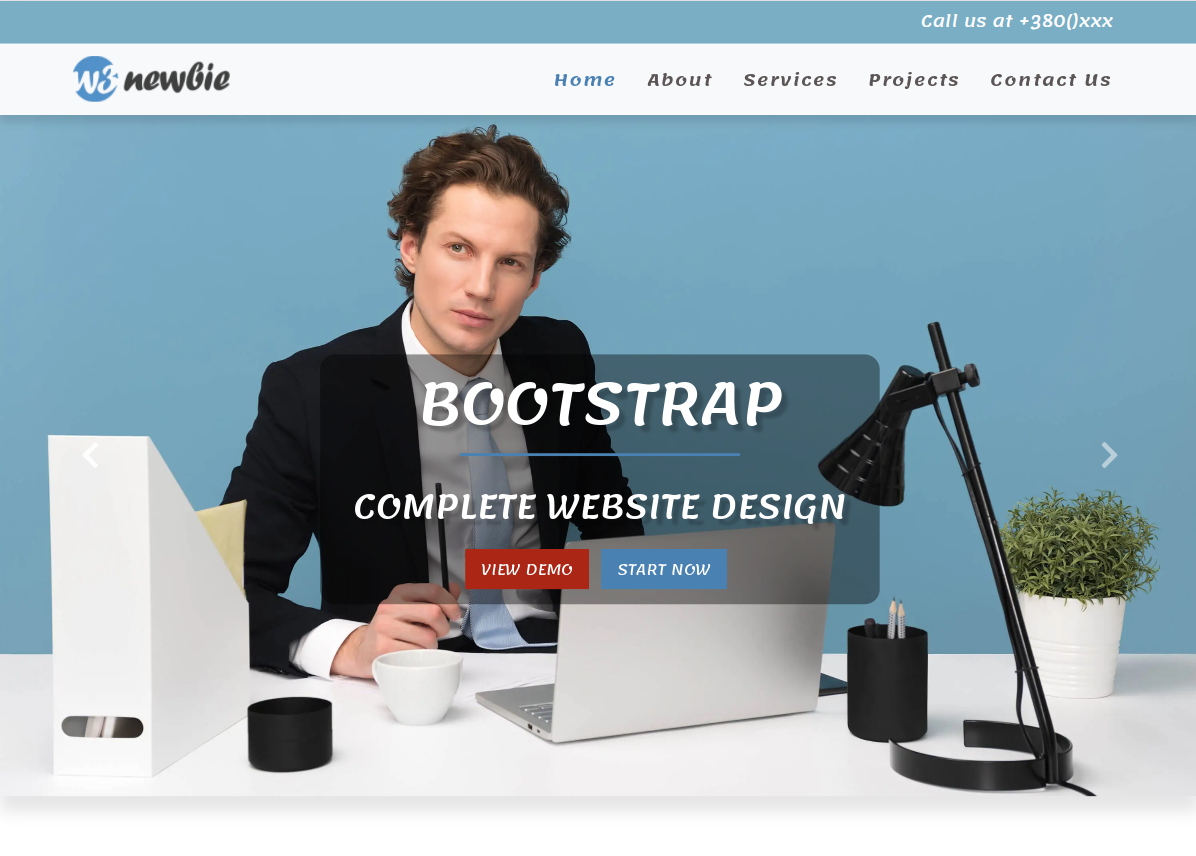 Call us at +380()xxx
w3 newbie
Home About Services Projects Contact Us
BOOTSTRAP
COMPLETE WEBSITE DESIGN
VIEW DEMO START NOW